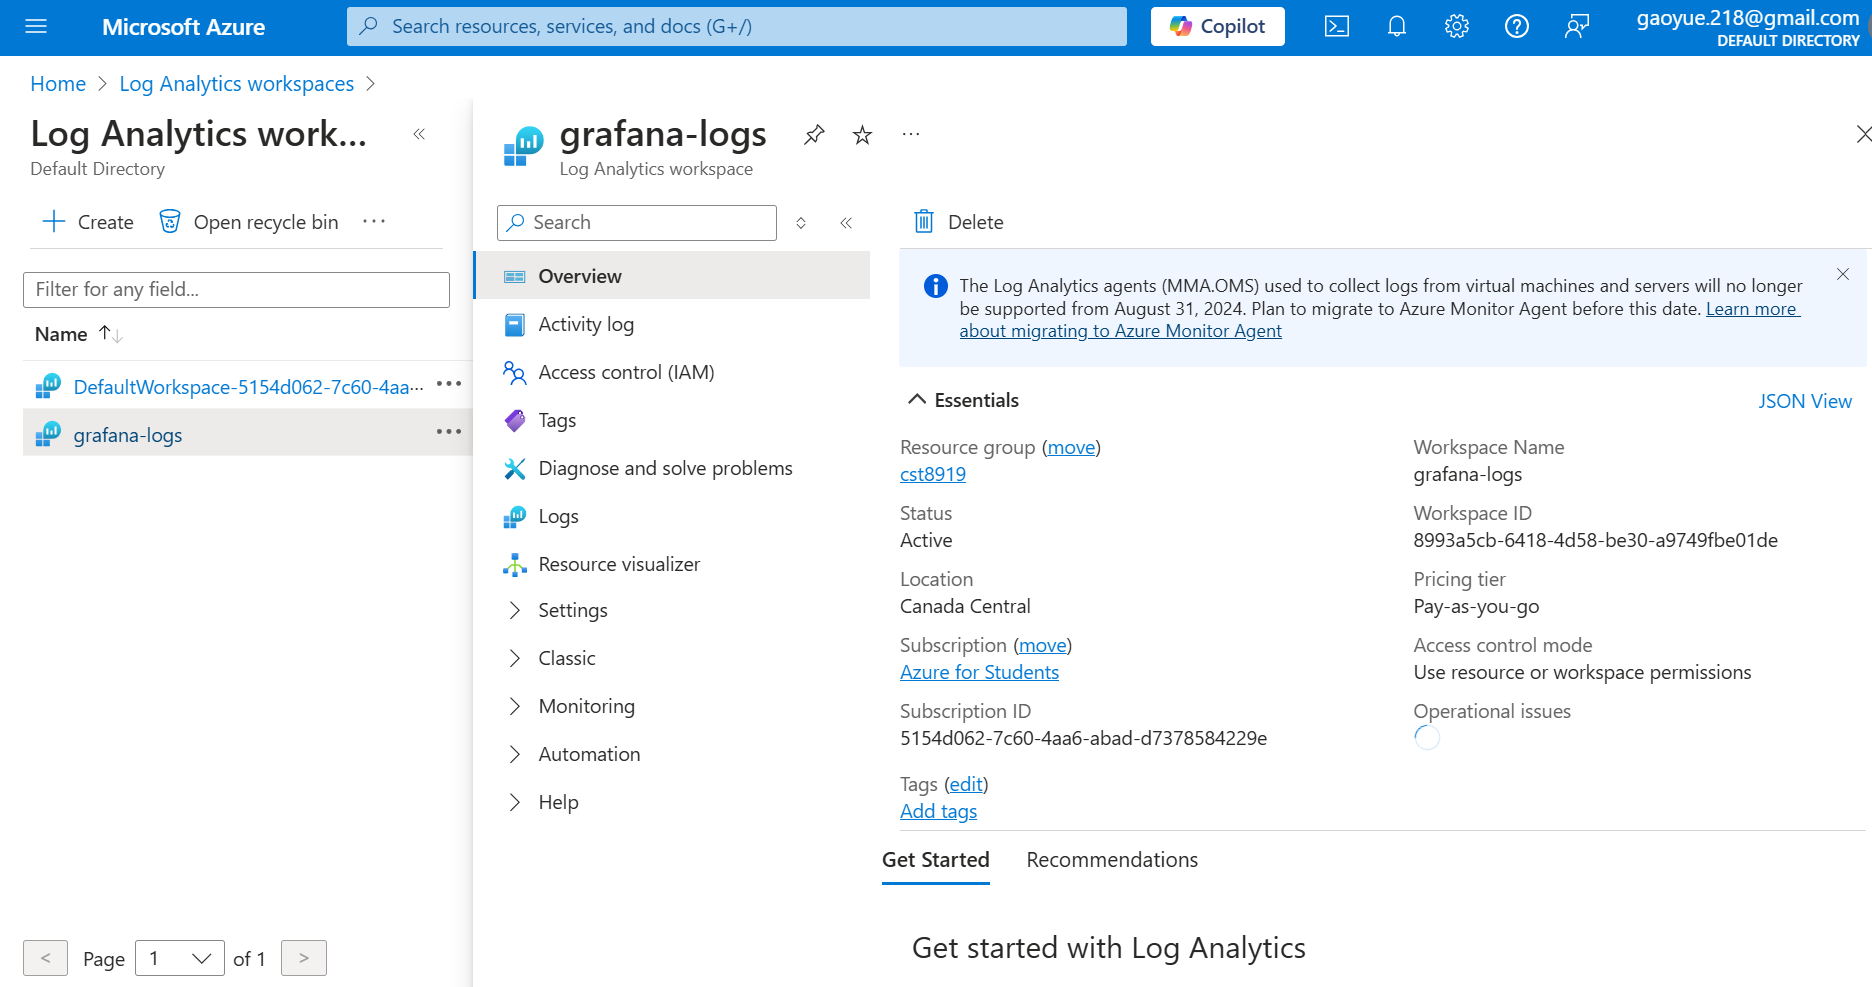 Microsoft Azure
Search resources, services, and docs (G+/)
Copilot
gaoyue.218@gmail.com
DEFAULT DIRECTORY
Home > Log Analytics workspaces >
Log Analytics work...
Default Directory
Create
Open recycle bin
Filter for any field...
Name
DefaultWorkspace-5154d062-7c60-4aa...
grafana-logs
Page 1 of 1
grafana-logs
Log Analytics workspace
Search
Overview
Activity log
Access control (IAM)
Tags
Diagnose and solve problems
Logs
Resource visualizer
Settings
Classic
Monitoring
Automation
Help
Delete
The Log Analytics agents (MMA.OMS) used to collect logs from virtual machines and servers will no longer
be supported from August 31, 2024. Plan to migrate to Azure Monitor Agent before this date. Learn more
about migrating to Azure Monitor Agent
Essentials
JSON View
Resource group (move)
cst8919
Status
Active
Location
Canada Central
Subscription (move)
Azure for Students
Subscription ID
5154d062-7c60-4aa6-abad-d7378584229e
Tags (edit)
Add tags
Workspace Name
grafana-logs
Workspace ID
8993a5cb-6418-4d58-be30-a9749fbe01de
Pricing tier
Pay-as-you-go
Access control mode
Use resource or workspace permissions
Operational issues
Get Started
Recommendations
Get started with Log Analytics